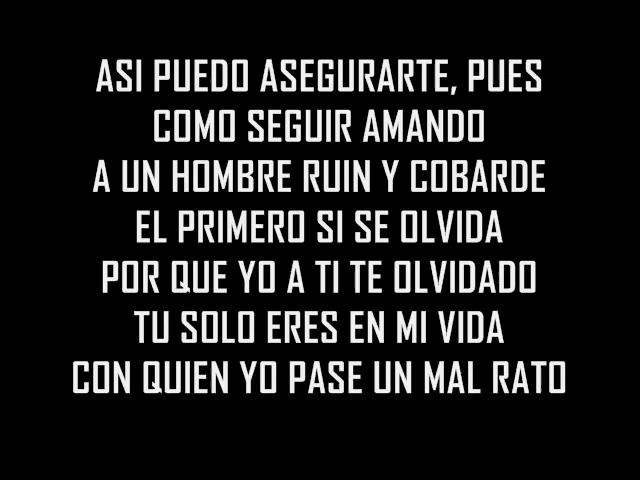 ASI PUEDO ASEGURARTE, PUES
COMO SEGUIR AMANDO
A UN HOMBRE RUIN Y COBARDE
EL PRIMERO SI SE OLVIDA
POR QUE YO A TI TE OLVIDADO
TU SOLO ERES EN MI VIDA
CON QUIEN YO PASE UN MAL RATO